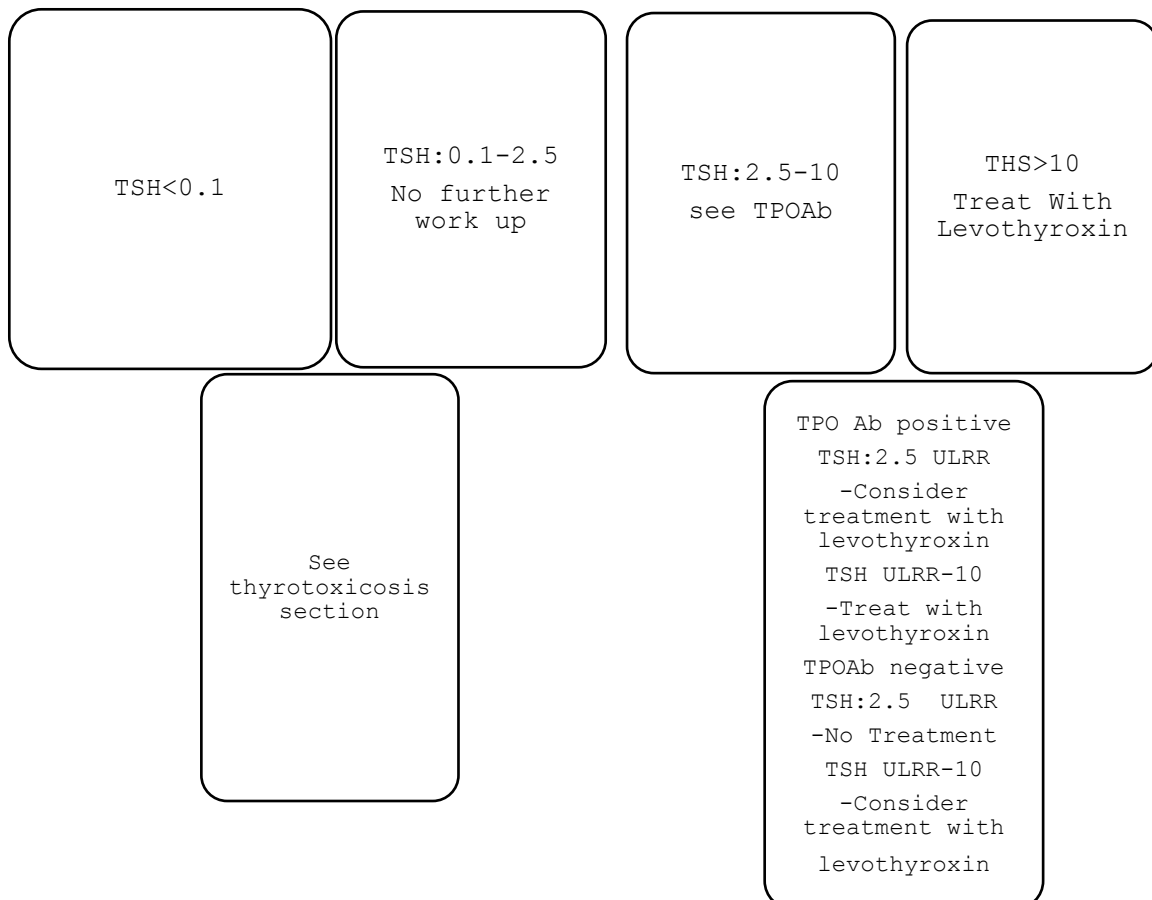 TSH<0.1
TSH:0.1-2.5
No further
work up
TSH:2.5-10
see TPOAb
THS>10
Treat With
Levothyroxin
See
thyrotoxicosis
section
TPO Ab positive
TSH:2.5 ULRR
-Consider
treatment with
levothyroxin
TSH ULRR-10
-Treat with
levothyroxin
TPOAb negative
TSH:2.5  ULRR
-No Treatment
TSH ULRR-10
-Consider
treatment with
levothyroxin